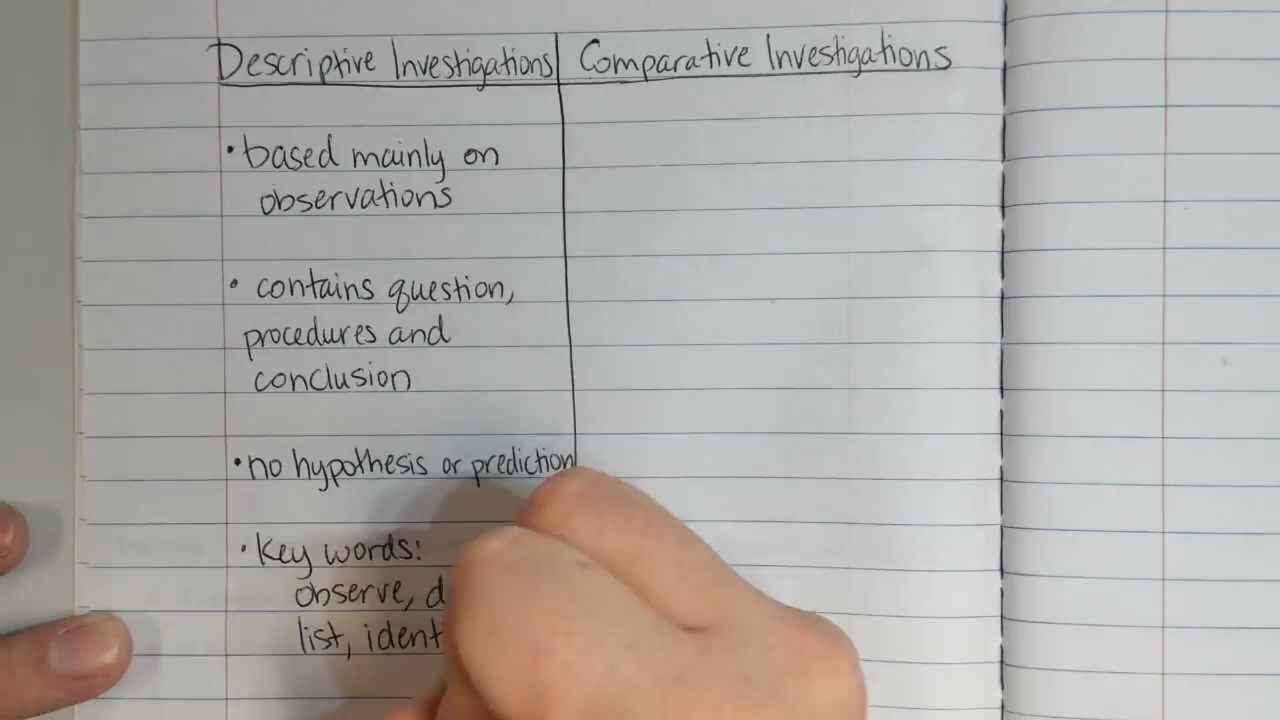 Descriptive Investigations Comparative Investigations
• based mainly on
observations
• contains question,
procedures and
conclusion
• no hypothesis or prediction
• Key words:
observe,
list,